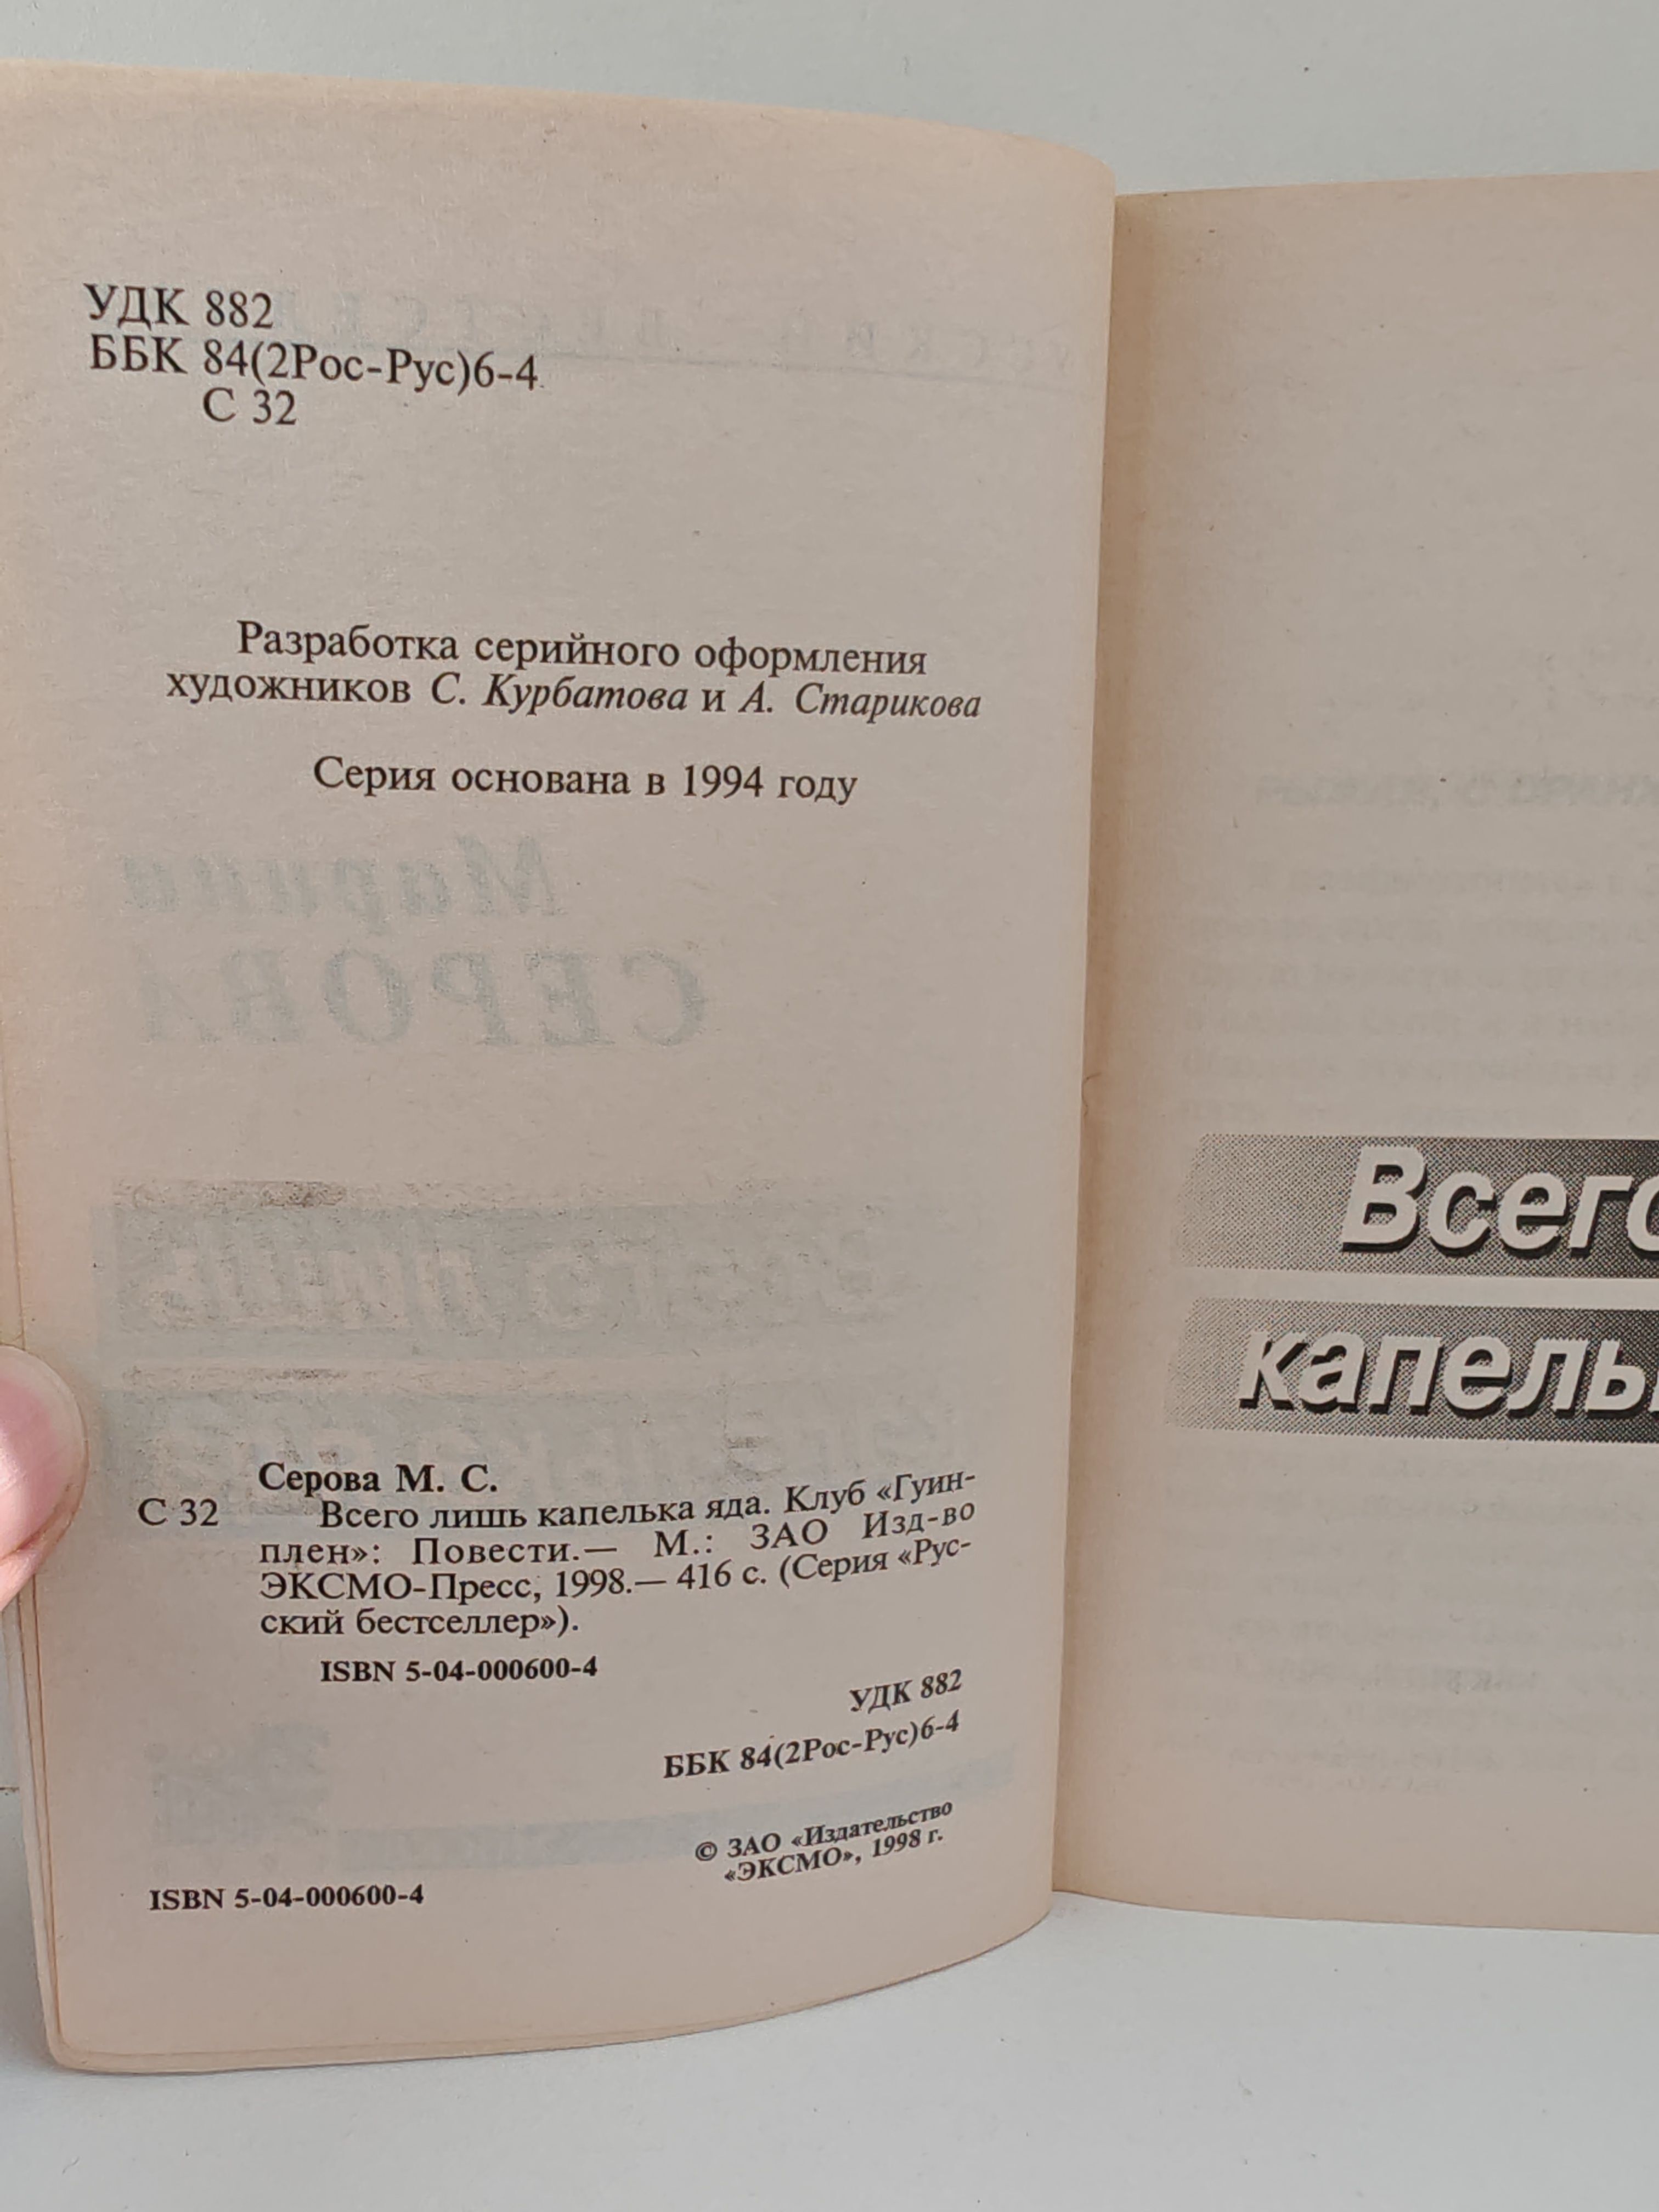 УДК 882
ББК 84(2Рос-Рус)6-4
С 32
Разработка серийного оформления
художников С. Курбатова и А. Старикова
Серия основана в 1994 году
Серова М. С.
С 32 Всего лишь капелька яда. Клуб «Гуин-
плен»: Повести.— М.: ЗАО Изд-во
ЭКСМО-Пресс, 1998.— 416 с. (Серия «Рус-
ский бестселлер»).
ISBN 5-04-000600-4
УДК 882
ББК 84(2Рос-Рус)6-4
© ЗАО «Издательство
«ЭКСМО», 1998 г.
ISBN 5-04-000600-4
Всего
капель